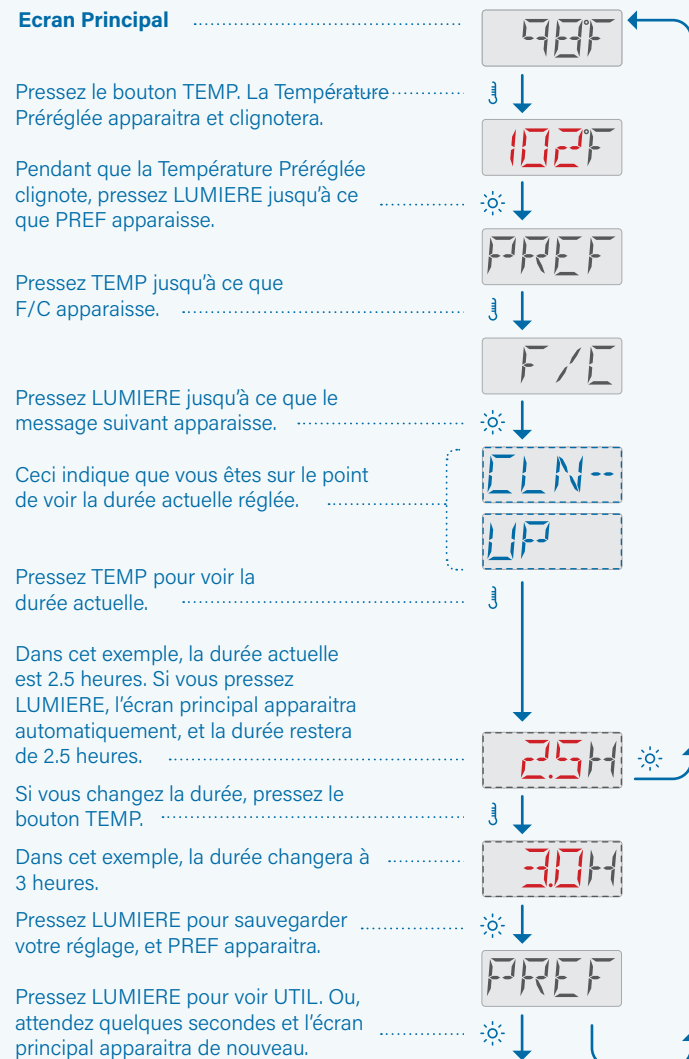 Ecran Principal
98°F
Pressez le bouton TEMP. La Température
Préréglée apparaitra et clignotera.
102°F
Pendant que la Température Préréglée
clignote, pressez LUMIERE jusqu'à ce
que PREF apparaisse.
PREF
Pressez TEMP jusqu'à ce que
F/C apparaisse.
F/C
Pressez LUMIERE jusqu'à ce que le
message suivant apparaisse.
CLN--
Ceci indique que vous êtes sur le point
de voir la durée actuelle réglée.
UP
Pressez TEMP pour voir la
durée actuelle.
Dans cet exemple, la durée actuelle
est 2.5 heures. Si vous pressez
LUMIERE, l'écran principal apparaitra
automatiquement, et la durée restera
de 2.5 heures.
2.5H
Si vous changez la durée, pressez le
bouton TEMP.
Dans cet exemple, la durée changera à
3 heures.
3.0H
Pressez LUMIERE pour sauvegarder
votre réglage, et PREF apparaitra.
PREF
Pressez LUMIERE pour voir UTIL. Ou,
attendez quelques secondes et l'écran
principal apparaitra de nouveau.